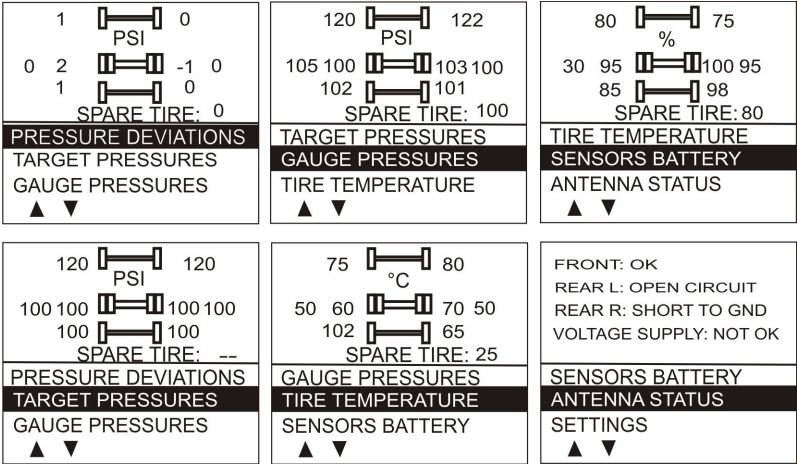 1 0
PSI
0 2 -1 0
1 0
SPARE TIRE: 0
PRESSURE DEVIATIONS
TARGET PRESSURES
GAUGE PRESSURES
120 122
PSI
105 100 103 100
102 101
SPARE TIRE: 100
TARGET PRESSURES
GAUGE PRESSURES
TIRE TEMPERATURE
80 75
%
30 95 100 95
85 98
SPARE TIRE: 80
TIRE TEMPERATURE
SENSORS BATTERY
ANTENNA STATUS
120 120
PSI
100 100 100 100
100 100
SPARE TIRE: --
PRESSURE DEVIATIONS
TARGET PRESSURES
GAUGE PRESSURES
75 80
°C
50 60 70 50
102 65
SPARE TIRE: 25
GAUGE PRESSURES
TIRE TEMPERATURE
SENSORS BATTERY
FRONT: OK
REAR L: OPEN CIRCUIT
REAR R: SHORT TO GND
VOLTAGE SUPPLY: NOT OK
SENSORS BATTERY
ANTENNA STATUS
SETTINGS